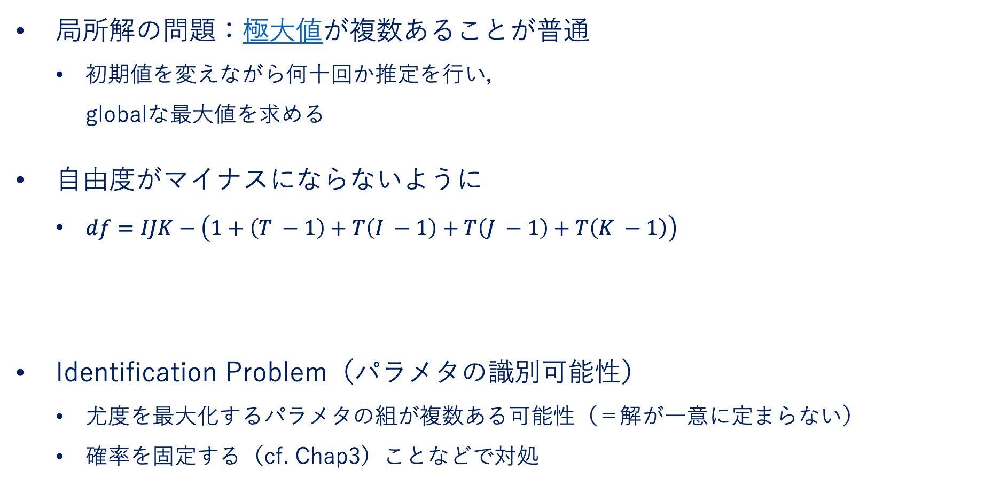 • 局所解の問題：極大値が複数あることが普通
• 初期値を変えながら何十回か推定を行い,
globalな最大値を求める
• 自由度がマイナスにならないように
• df = IJK − (1 + (T − 1) + T(I − 1) + T(J − 1) + T(K − 1))
• Identification Problem（パラメタの識別可能性）
• 尤度を最大化するパラメタの組が複数ある可能性（＝解が一意に定まらない）
• 確率を固定する（cf. Chap3）ことなどで対処